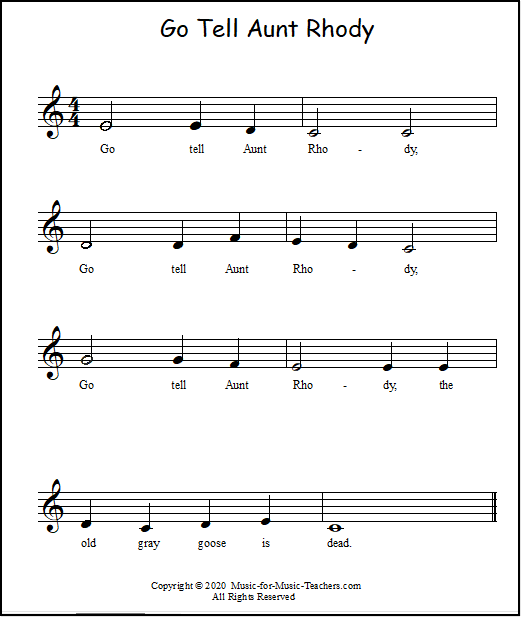 Go Tell Aunt Rhody
4
4
Go tell Aunt Rho - dy,
Go tell Aunt Rho - dy,
Go tell Aunt Rho - dy, the
old gray goose is dead.
Copyright © 2020 Music-for-Music-Teachers.com
All Rights Reserved